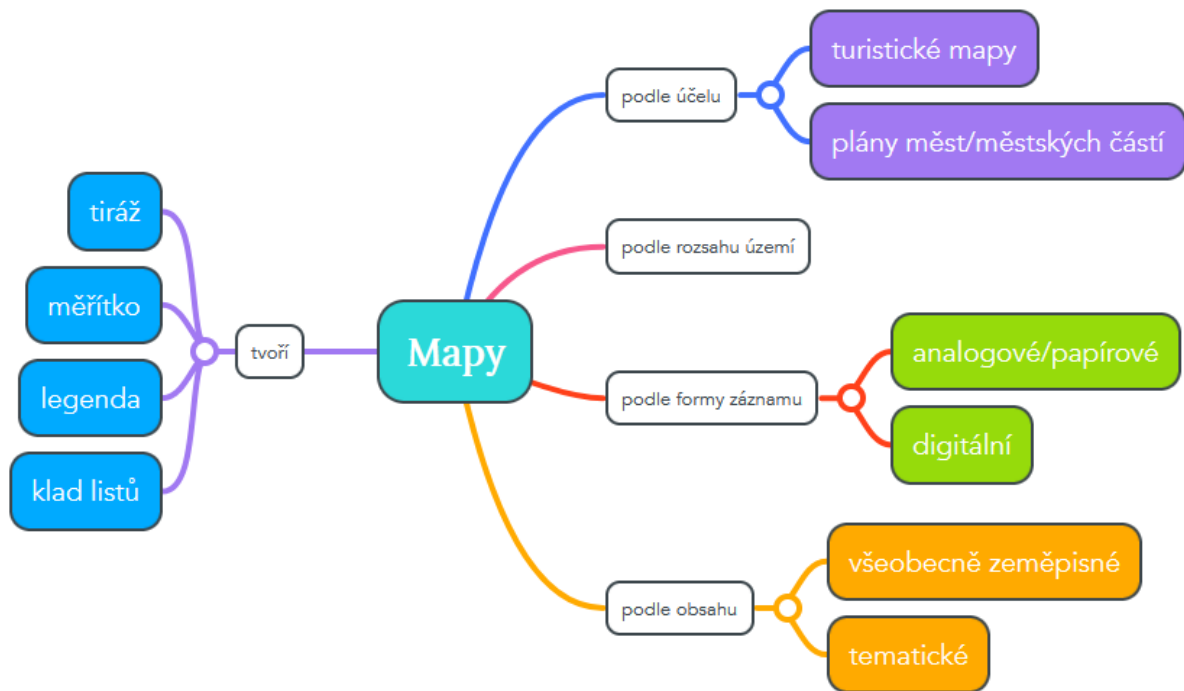 turistické mapy
podle účelu
plány měst/městských částí
tiráž
podle rozsahu území
měřítko
Mapy
tvoří
analogové/papírové
legenda
podle formy záznamu
digitální
klad listů
všeobecně zeměpisné
podle obsahu
tematické